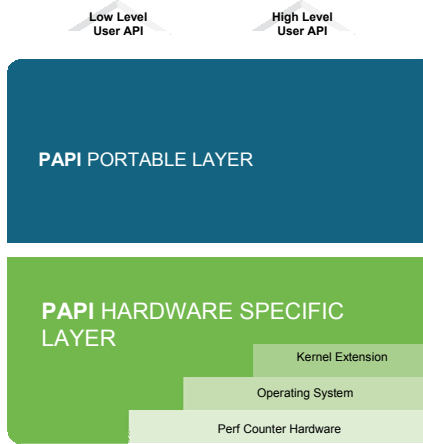 Low Level
User API
High Level
User API
PAPI PORTABLE LAYER
PAPI HARDWARE SPECIFIC
LAYER
Kernel Extension
Operating System
Perf Counter Hardware